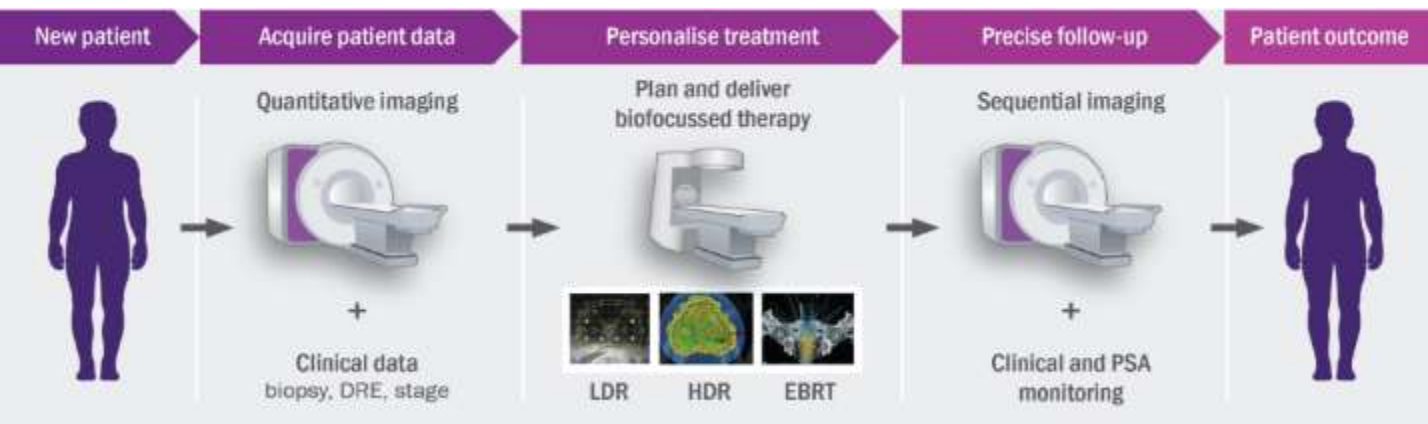 New patient
Acquire patient data
Personalise treatment
Precise follow-up
Patient outcome
Quantitative imaging
+
Clinical data
biopsy, DRE, stage
Plan and deliver
biofocussed therapy
LDR
HDR
EBRT
Sequential imaging
+
Clinical and PSA
monitoring